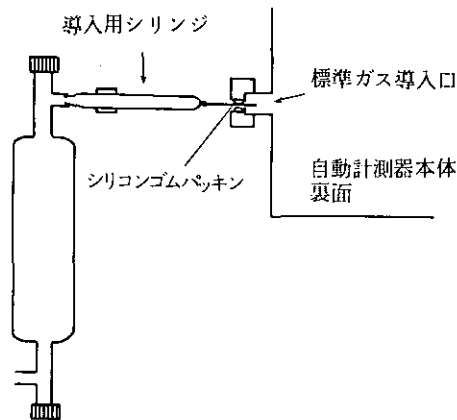 導入用シリンジ
標準ガス導入口
シリコンゴムパッキン
自動計測器本体
裏面